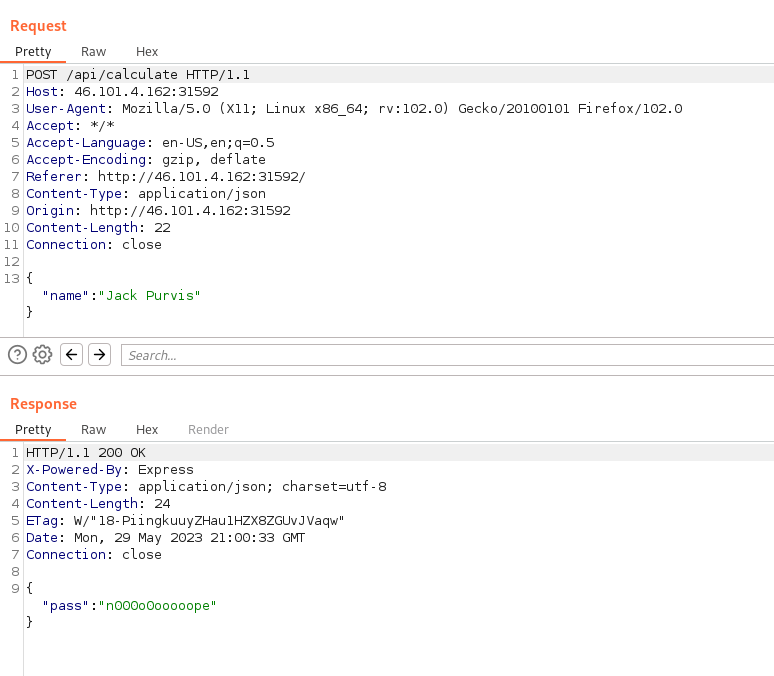 Request
Pretty Raw Hex
1 POST /api/calculate HTTP/1.1
2 Host: 46.101.4.162:31592
3 User-Agent: Mozilla/5.0 (X11; Linux x86_64; rv:102.0) Gecko/20100101 Firefox/102.0
4 Accept: */*
5 Accept-Language: en-US,en;q=0.5
6 Accept-Encoding: gzip, deflate
7 Referer: http://46.101.4.162:31592/
8 Content-Type: application/json
9 Origin: http://46.101.4.162:31592
10 Content-Length: 22
11 Connection: close
12
13 {
"name":"Jack Purvis"
}
Search...
Response
Pretty Raw Hex Render
1 HTTP/1.1 200 OK
2 X-Powered-By: Express
3 Content-Type: application/json; charset=utf-8
4 Content-Length: 24
5 ETag: W/"18-PiingkuuyZHau1HZX8ZGUvJVaqw"
6 Date: Mon, 29 May 2023 21:00:33 GMT
7 Connection: close
8
9 {
"pass":"n000o0ooooope"
}